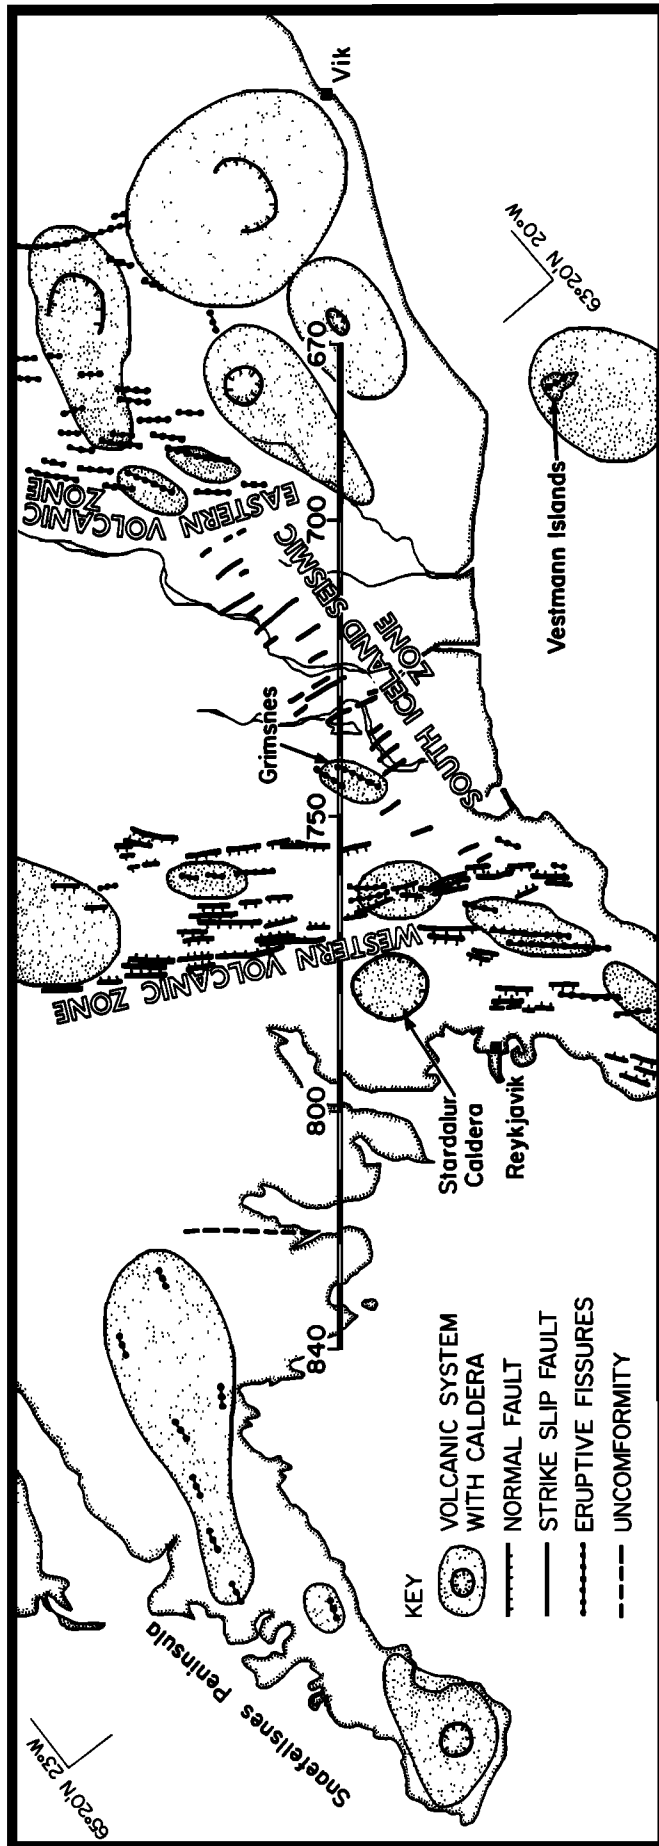 65°20'N 23°W
Snaefellsnes Peninsula
840
800
750
700
670
WESTERN VOLCANIC ZONE
EASTERN VOLCANIC
ZONE
SOUTH ICELAND SEISMIC
ZONE
Grimsnes
Stardalur
Caldera
Reykjavik
Vestmann Islands
Vik
63°20'N 20°W
KEY
VOLCANIC SYSTEM
WITH CALDERA
NORMAL FAULT
STRIKE SLIP FAULT
ERUPTIVE FISSURES
UNCOMFORMITY